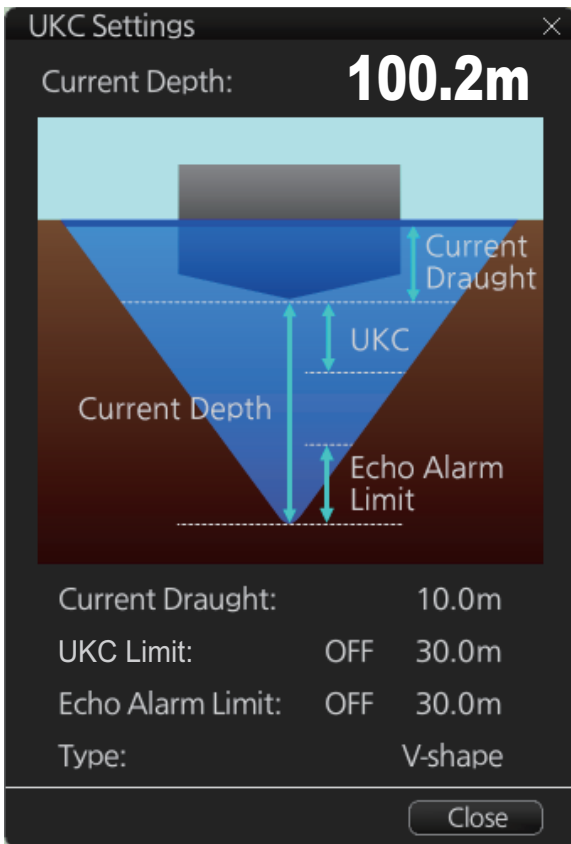 UKC Settings
Current Depth: 100.2m
Current
Draught
UKC
Current Depth
Echo Alarm
Limit
Current Draught: 10.0m
UKC Limit: OFF 30.0m
Echo Alarm Limit: OFF 30.0m
Type: V-shape
Close